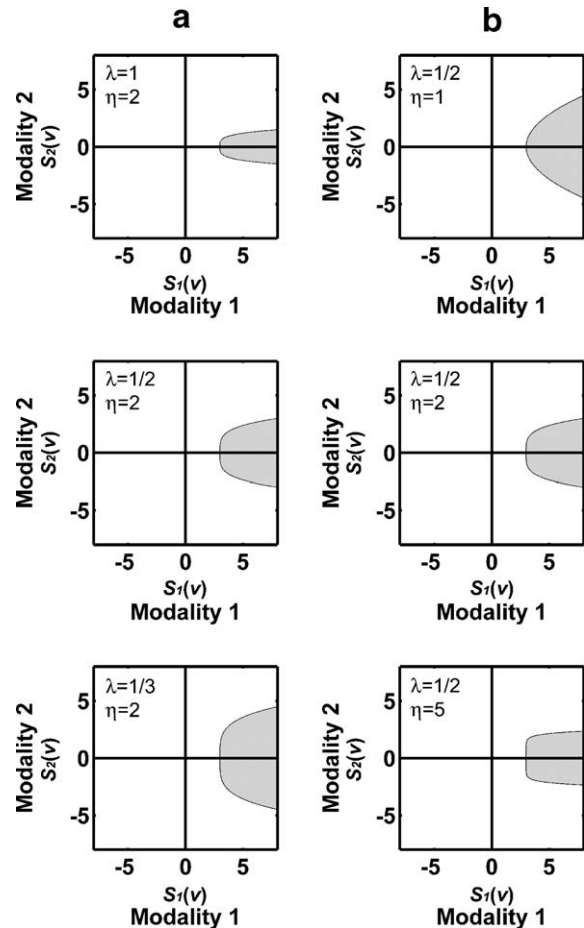 a
b
λ=1
η=2
5
0
-5
Modality 2
S₂(v)
-5 0 5
S₁(v)
Modality 1
λ=1/2
η=1
5
0
-5
Modality 2
S₂(v)
-5 0 5
S₁(v)
Modality 1
λ=1/2
η=2
5
0
-5
Modality 2
S₂(v)
-5 0 5
S₁(v)
Modality 1
λ=1/2
η=2
5
0
-5
Modality 2
S₂(v)
-5 0 5
S₁(v)
Modality 1
λ=1/3
η=2
5
0
-5
Modality 2
S₂(v)
-5 0 5
S₁(v)
Modality 1
λ=1/2
η=5
5
0
-5
Modality 2
S₂(v)
-5 0 5
S₁(v)
Modality 1